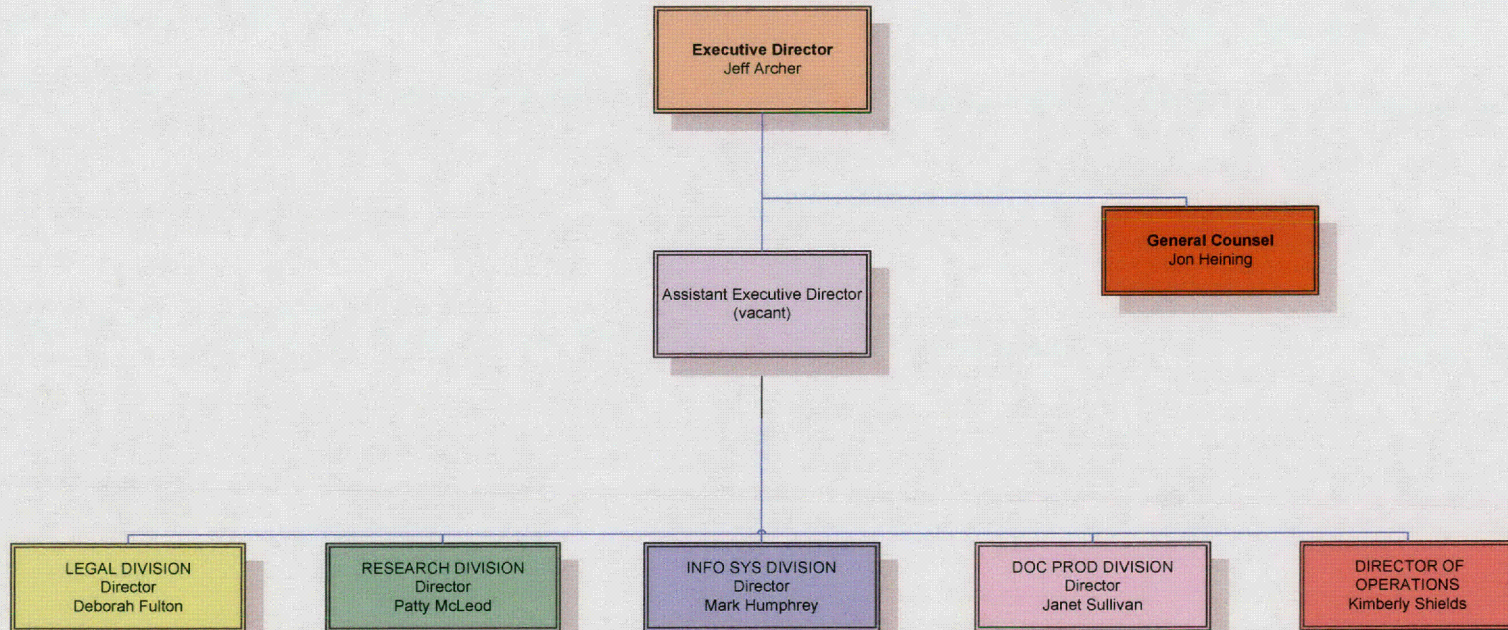 Executive Director
Jeff Archer
General Counsel
Jon Heining
Assistant Executive Director
(vacant)
LEGAL DIVISION
Director
Deborah Fulton
RESEARCH DIVISION
Director
Patty McLeod
INFO SYS DIVISION
Director
Mark Humphrey
DOC PROD DIVISION
Director
Janet Sullivan
DIRECTOR OF
OPERATIONS
Kimberly Shields